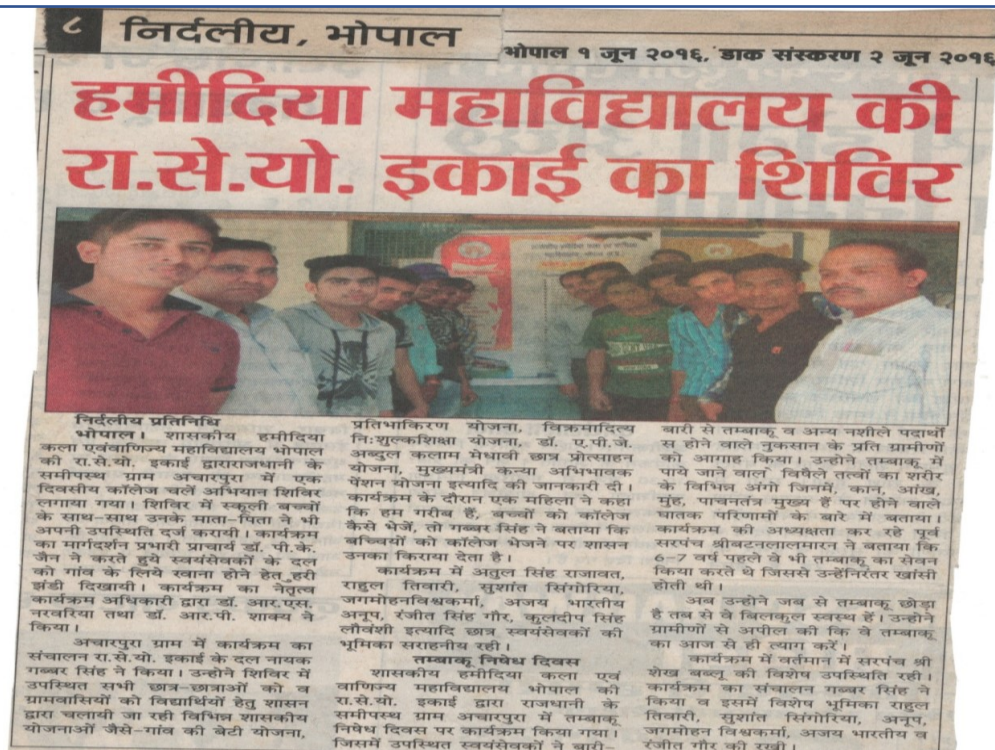 ८ निर्दलीय, भोपाल
भोपाल १ जून २०१६, डाक संस्करण २ जून २०१६
हमीदिया महाविद्यालय की
रा.से.यो. इकाई का शिविर
निर्दलीय प्रतिनिधि
भोपाल। शासकीय हमीदिया
कला एवंवाणिज्य महाविद्यालय भोपाल
की रा.से.यो. इकाई द्वाराराजधानी के
समीपस्थ ग्राम अचारपुरा में एक
दिवसीय कॉलेज चलें अभियान शिविर
लगाया गया। शिविर में स्कूली बच्चों
के साथ-साथ उनके माता-पिता ने भी
अपनी उपस्थिति दर्ज करायी। कार्यक्रम
का मार्गदर्शन प्रभारी प्राचार्य डॉ. पी.के.
जैन ने करते हुये स्वयंसेवकों के दल
को गांव के लिये रवाना होने हेतु हरी
झंडी दिखायी। कार्यक्रम का नेतृत्व
कार्यक्रम अधिकारी द्वारा डॉ. आर.एस.
नरवरिया तथा डॉ. आर.पी. शाक्य ने
किया।
अचारपुरा ग्राम में कार्यक्रम का
संचालन रा.से.यो. इकाई के दल नायक
गब्बर सिंह ने किया। उन्होने शिविर में
उपस्थित सभी छात्र-छात्राओं को व
ग्रामवासियों को विद्यार्थियों हेतु शासन
द्वारा चलायी जा रही विभिन्न शासकीय
योजनाओं जैसे-गांव की बेटी योजना,
प्रतिभाकिरण योजना, विक्रमादित्य
नि:शुल्कशिक्षा योजना, डॉ. ए.पी.जे.
अब्दुल कलाम मेधावी छात्र प्रोत्साहन
योजना, मुख्यमंत्री कन्या अभिभावक
पेंशन योजना इत्यादि की जानकारी दी।
कार्यक्रम के दौरान एक महिला ने कहा
कि हम गरीब हैं, बच्चों को कॉलेज
कैसे भेजें, तो गब्बर सिंह ने बताया कि
बच्चियों को कॉलेज भेजने पर शासन
उनका किराया देता है।
कार्यक्रम में अतुल सिंह राजावत,
राहुल तिवारी, सुशांत सिंगोरिया,
जगमोहनविश्वकर्मा, अजय भारतीय
अनूप, रंजीत सिंह गौर, कुलदीप सिंह
लौवंशी इत्यादि छात्र स्वयंसेवकों की
भूमिका सराहनीय रही।
तम्बाकू निषेध दिवस
शासकीय हमीदिया कला एवं
वाणिज्य महाविद्यालय भोपाल की
रा.से.यो. इकाई द्वारा राजधानी के
समीपस्थ ग्राम अचारपुरा में तम्बाकू
निषेध दिवस पर कार्यक्रम किया गया।
जिसमें उपस्थित स्वयंसेवकों ने बारी-
बारी से तम्बाकू व अन्य नशीले पदार्थो
स होने वाले नुकसान के प्रति ग्रामीणों
को आगाह किया। उन्होने तम्बाकू में
पाये जाने वाल विषैले तत्वों का शरीर
के विभिन्न अंगो जिनमें, कान, आंख,
मुंह, पाचनतंत्र मुख्य हैं पर होने वाले
घातक परिणामों के बारे में बताया।
कार्यक्रम की अध्यक्षता कर रहे पूर्व
सरपंच श्रीबटनलालमारन ने बताया कि
6-7 वर्ष पहले वे भी तम्बाकू का सेवन
किया करते थे जिससे उन्हेंनिरंतर खांसी
होती थी।
अब उन्होने जब से तम्बाकू छोड़ा
है तब से वे बिलकुल स्वस्थ हैं। उन्होने
ग्रामीणों से अपील की कि वे तम्बाकू
का आज से ही त्याग करें।
कार्यक्रम में वर्तमान में सरपंच श्री
शेख बब्लू की विशेष उपस्थिति रही।
कार्यक्रम का संचालन गब्बर सिंह ने
किया व इसमें विशेष भूमिका राहुल
तिवारी, सुशांत सिंगोरिया, अनूप,
जगमोहन विश्वकर्मा, अजय भारतीय व
रंजीत गौर की रखी